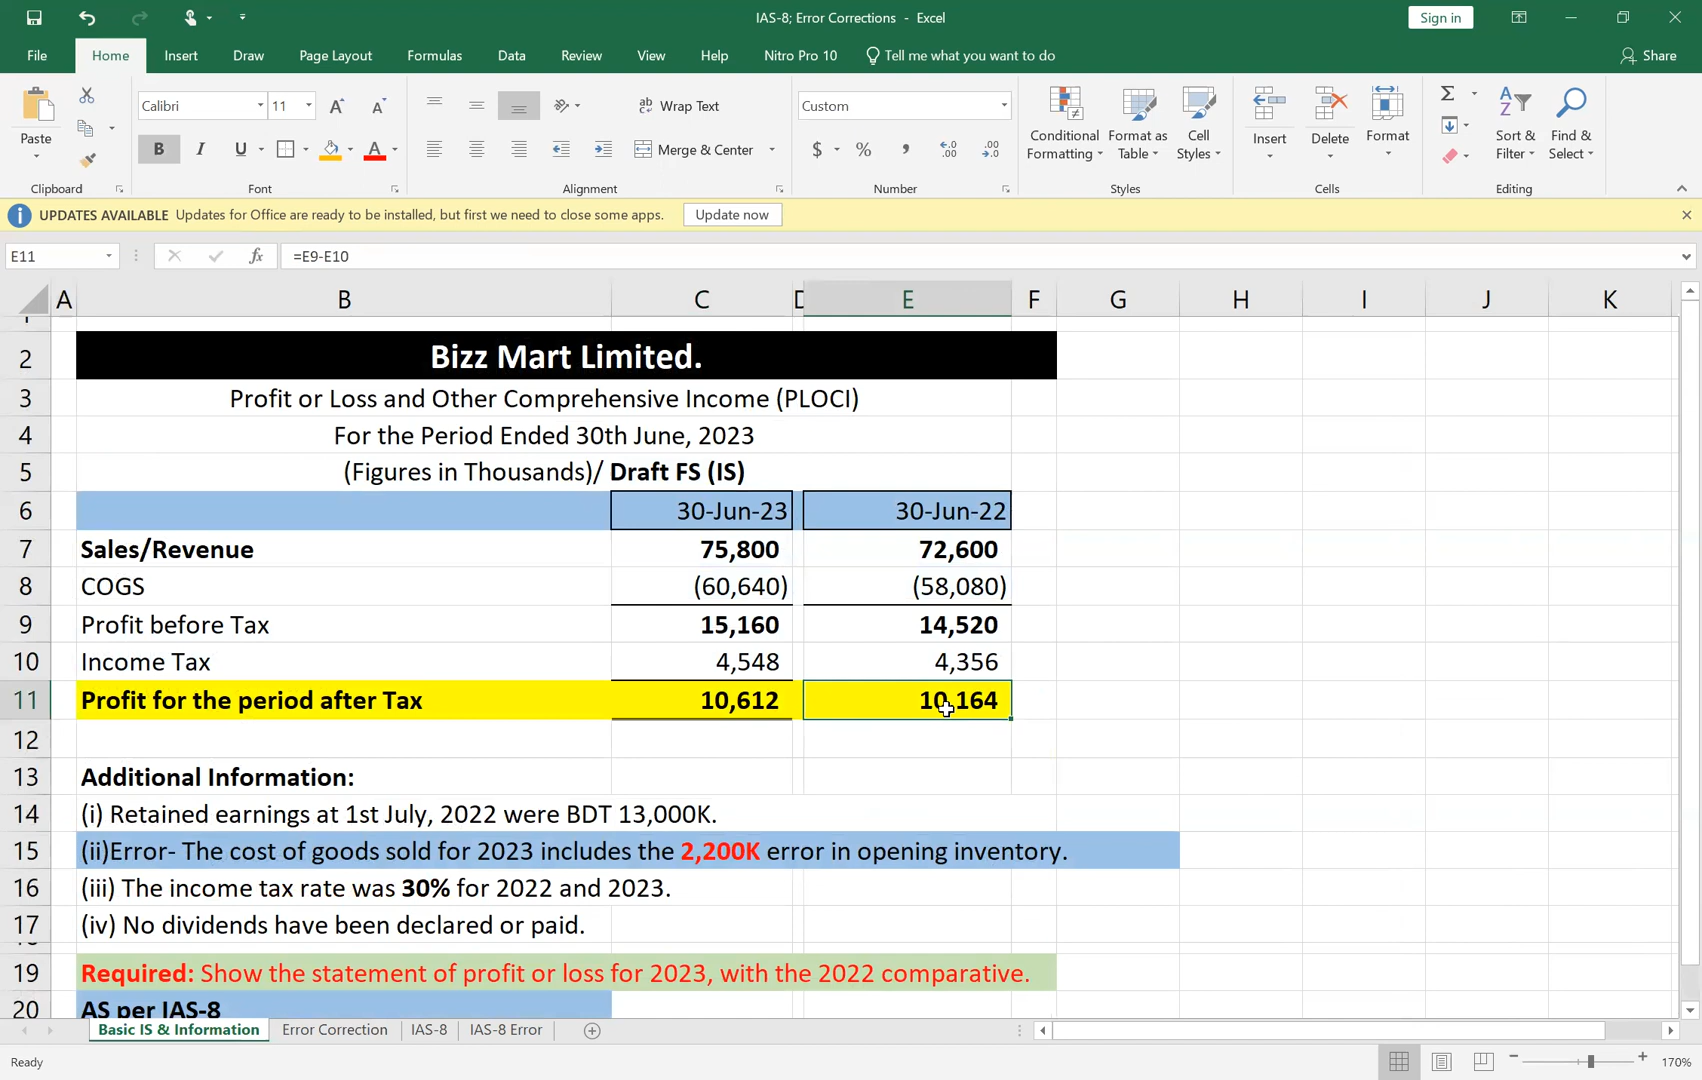 IAS-8; Error Corrections - Excel
Sign in
File Home Insert Draw Page Layout Formulas Data Review View Help Nitro Pro 10 Tell me what you want to do Share
Paste
Calibri 11
B I U
Wrap Text
Merge & Center
Custom
$ %
Conditional Formatting
Format as Table
Cell Styles
Insert
Delete
Format
Sort & Filter
Find & Select
Clipboard Font Alignment Number Styles Cells Editing
UPDATES AVAILABLE Updates for Office are ready to be installed, but first we need to close some apps. Update now
E11 fx =E9-E10
A B C D E F G H I J K
2 Bizz Mart Limited.
3 Profit or Loss and Other Comprehensive Income (PLOCI)
4 For the Period Ended 30th June, 2023
5 (Figures in Thousands)/ Draft FS (IS)
6 30-Jun-23 30-Jun-22
7 Sales/Revenue 75,800 72,600
8 COGS (60,640) (58,080)
9 Profit before Tax 15,160 14,520
10 Income Tax 4,548 4,356
11 Profit for the period after Tax 10,612 10,164
12
13 Additional Information:
14 (i) Retained earnings at 1st July, 2022 were BDT 13,000K.
15 (ii)Error- The cost of goods sold for 2023 includes the 2,200K error in opening inventory.
16 (iii) The income tax rate was 30% for 2022 and 2023.
17 (iv) No dividends have been declared or paid.
19 Required: Show the statement of profit or loss for 2023, with the 2022 comparative.
20 AS per IAS-8
Basic IS & Information Error Correction IAS-8 IAS-8 Error
Ready 170%